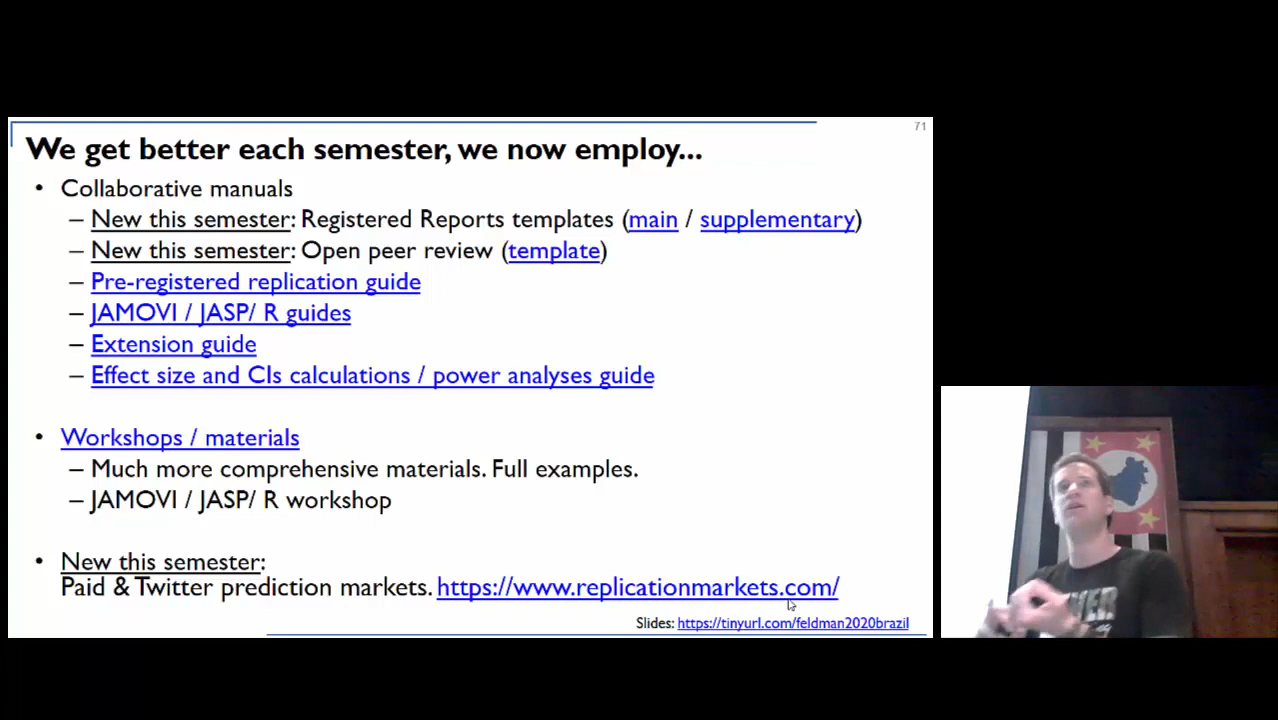 71
We get better each semester, we now employ...
• Collaborative manuals
– New this semester: Registered Reports templates (main / supplementary)
– New this semester: Open peer review (template)
– Pre-registered replication guide
– JAMOVI / JASP/ R guides
– Extension guide
– Effect size and CIs calculations / power analyses guide
• Workshops / materials
– Much more comprehensive materials. Full examples.
– JAMOVI / JASP/ R workshop
• New this semester:
Paid & Twitter prediction markets. https://www.replicationmarkets.com/
Slides: https://tinyurl.com/feldman2020brazil